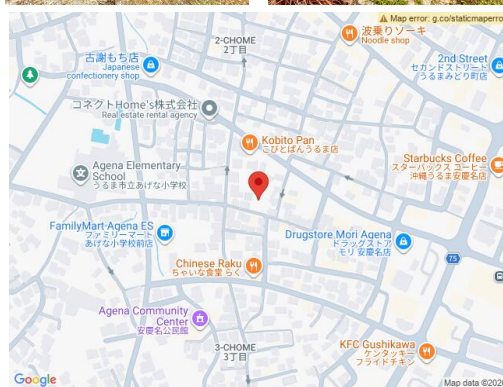 Map error: g.co/staticmaperro
波乗りソーキ
Noodle shop
2-CHOME
2丁目
古謝もち店
Japanese
confectionery shop
2nd Street
セカンドストリート
うるまみどり町店
コネグトHome's株式会社
Real estate rental agency
Kobito Pan
こびとぱんうるま店
Starbucks Coffee
スターバックス コーヒー
沖縄うるま安慶名店
Agena Elementary
School
うるま市立あげな小学校
FamilyMart Agena ES
ファミリーマート
あげな小学校前店
Drugstore Mori Agena
ドラッグストア
モリ 安慶名店
75
Chinese Raku
ちゃいな食堂 らく
Agena Community
Center
安慶名公民館
3-CHOME
3丁目
KFC Gushikawa
ケンタッキー
フライドチキン
Google
Map data ©202